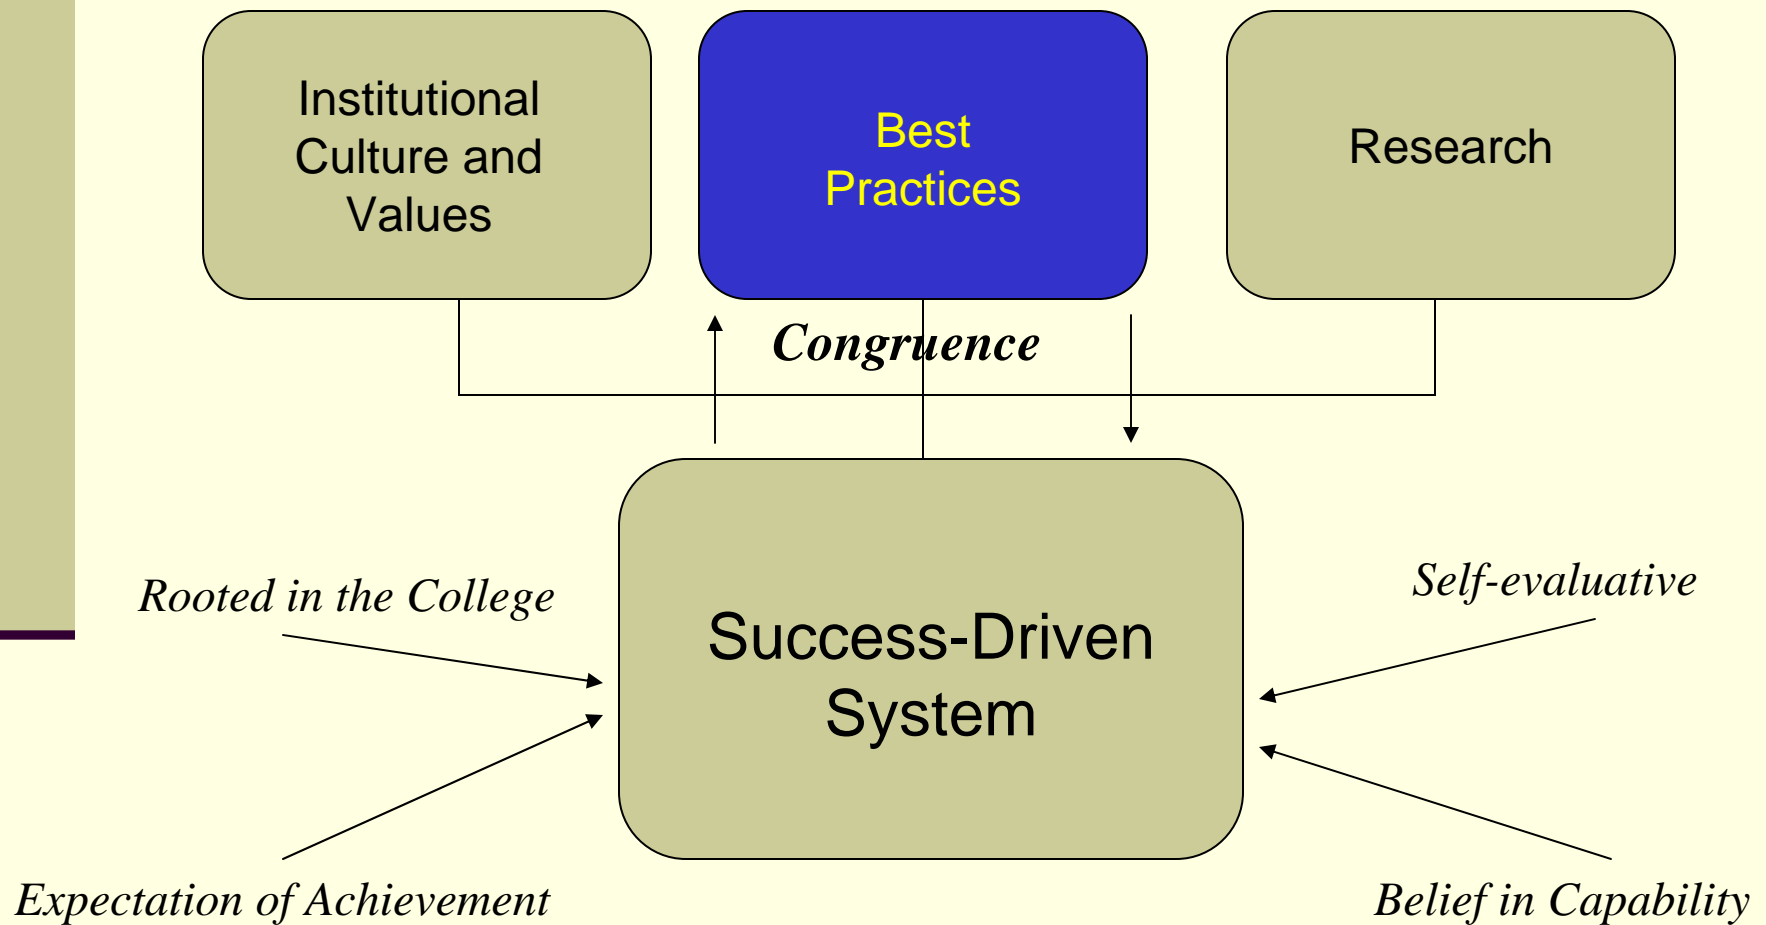 Institutional
Culture and
Values
Best
Practices
Research
Congruence
Rooted in the College
Self-evaluative
Success-Driven
System
Expectation of Achievement
Belief in Capability